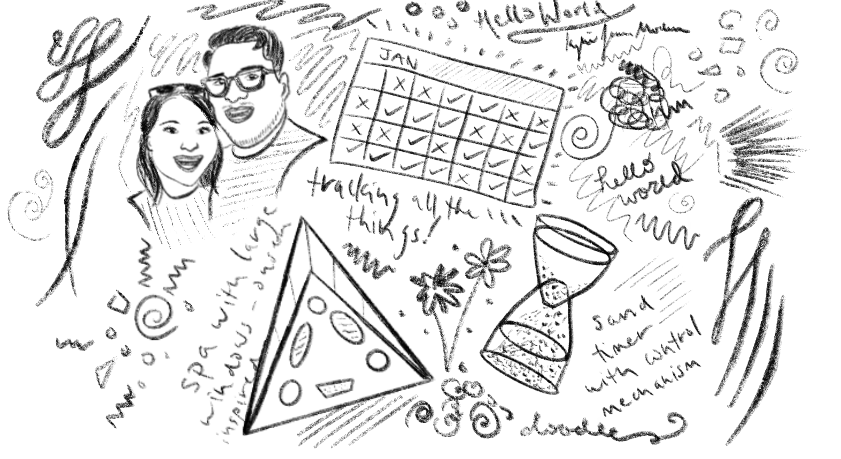 Hello World
JAN
hello
world
tracking all the
things!
spa with large
windows -
inspired
sand
timer
with control
mechanism
doodle